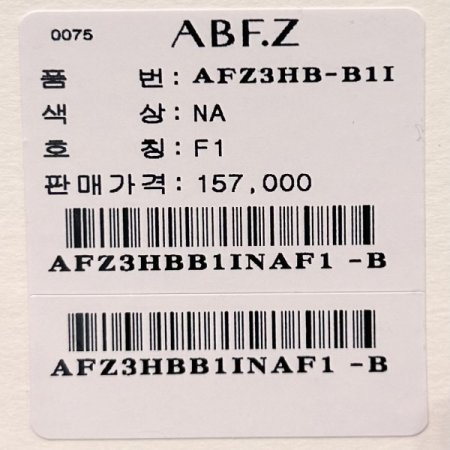 0075 ABF.Z
품 번: AFZ3HB-B1I
색 상: NA
호 칭: F1
판매가격: 157,000
AFZ3HBB1INAF1 -B
AFZ3HBB1INAF1 -B